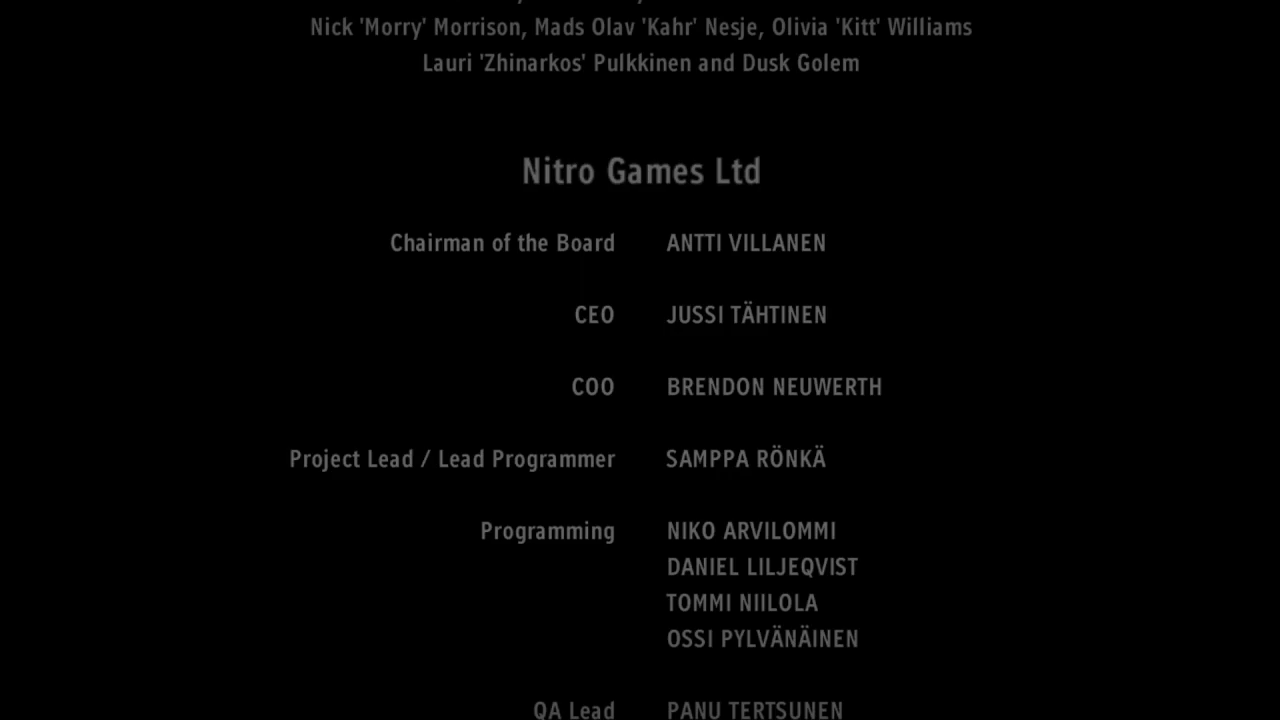 Nick 'Morry' Morrison, Mads Olav 'Kahr' Nesje, Olivia 'Kitt' Williams
Lauri 'Zhinarkos' Pulkkinen and Dusk Golem
Nitro Games Ltd
Chairman of the Board ANTTI VILLANEN
CEO JUSSI TÄHTINEN
COO BRENDON NEUWERTH
Project Lead / Lead Programmer SAMPPA RÖNKÄ
Programming NIKO ARVILOMMI
DANIEL LILJEQVIST
TOMMI NIILOLA
OSSI PYLVÄNÄINEN
QA Lead PANU TERTSUNEN